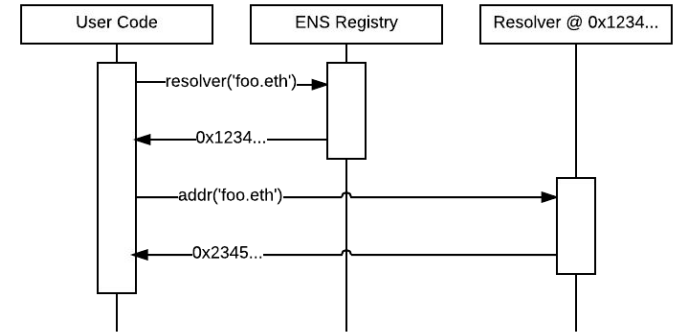 User Code
ENS Registry
Resolver @ 0x1234...
resolver('foo.eth')
0x1234...
addr('foo.eth')
0x2345...